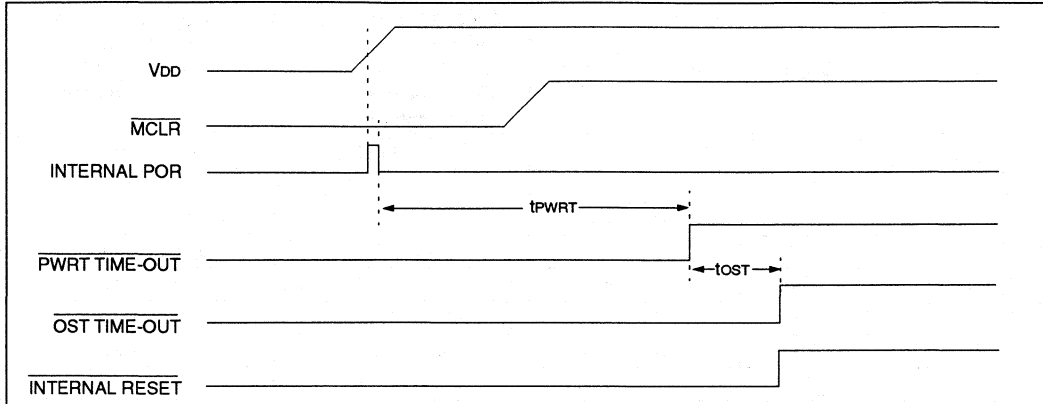 VDD
MCLR
INTERNAL POR
tPWRT
PWRT TIME-OUT
tOST
OST TIME-OUT
INTERNAL RESET